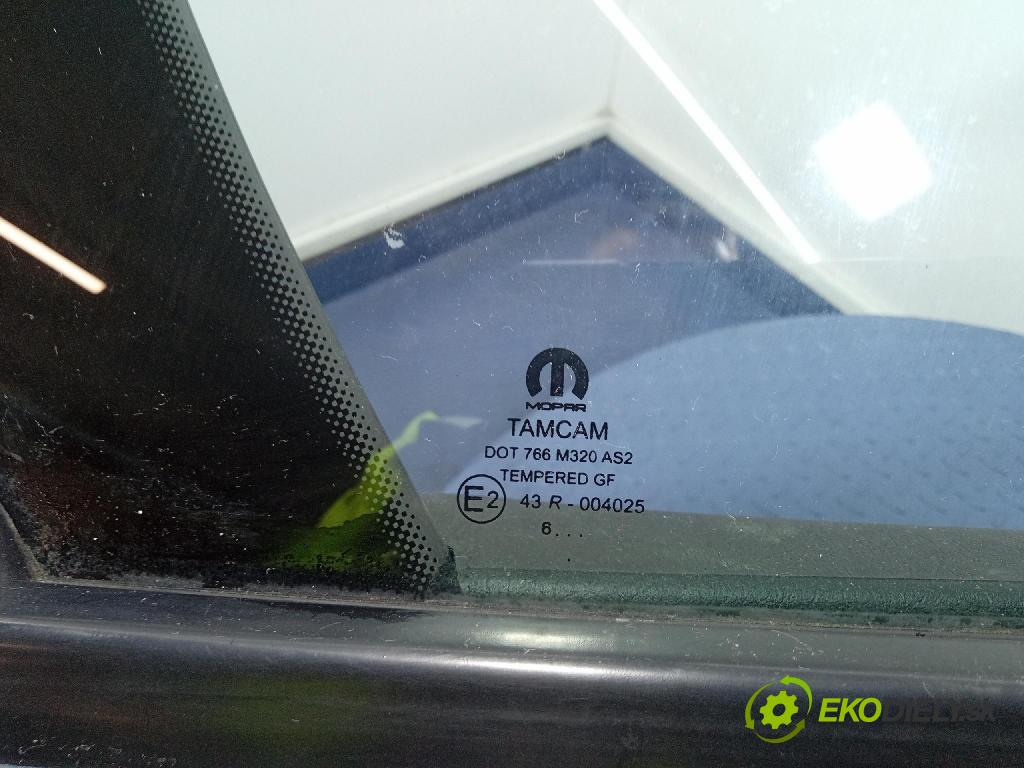 MOPAR
TAMCAM
DOT 766 M320 AS2
TEMPERED GF
E2 43 R - 004025
6...
.
EKODIELY.SK